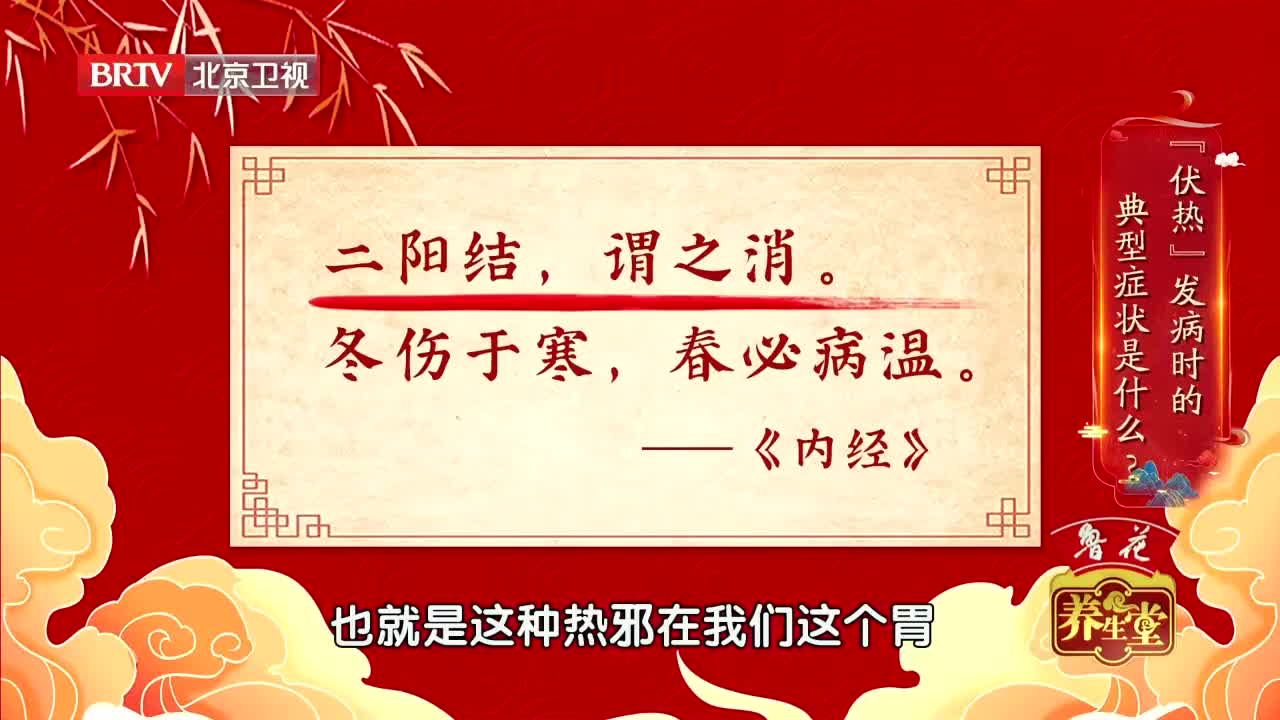 BRTV 北京卫视
二阳结，谓之消。
冬伤于寒，春必病温。
——《内经》
『伏热』发病时的
典型症状是什么？
鲁花
养生堂
也就是这种热邪在我们这个胃